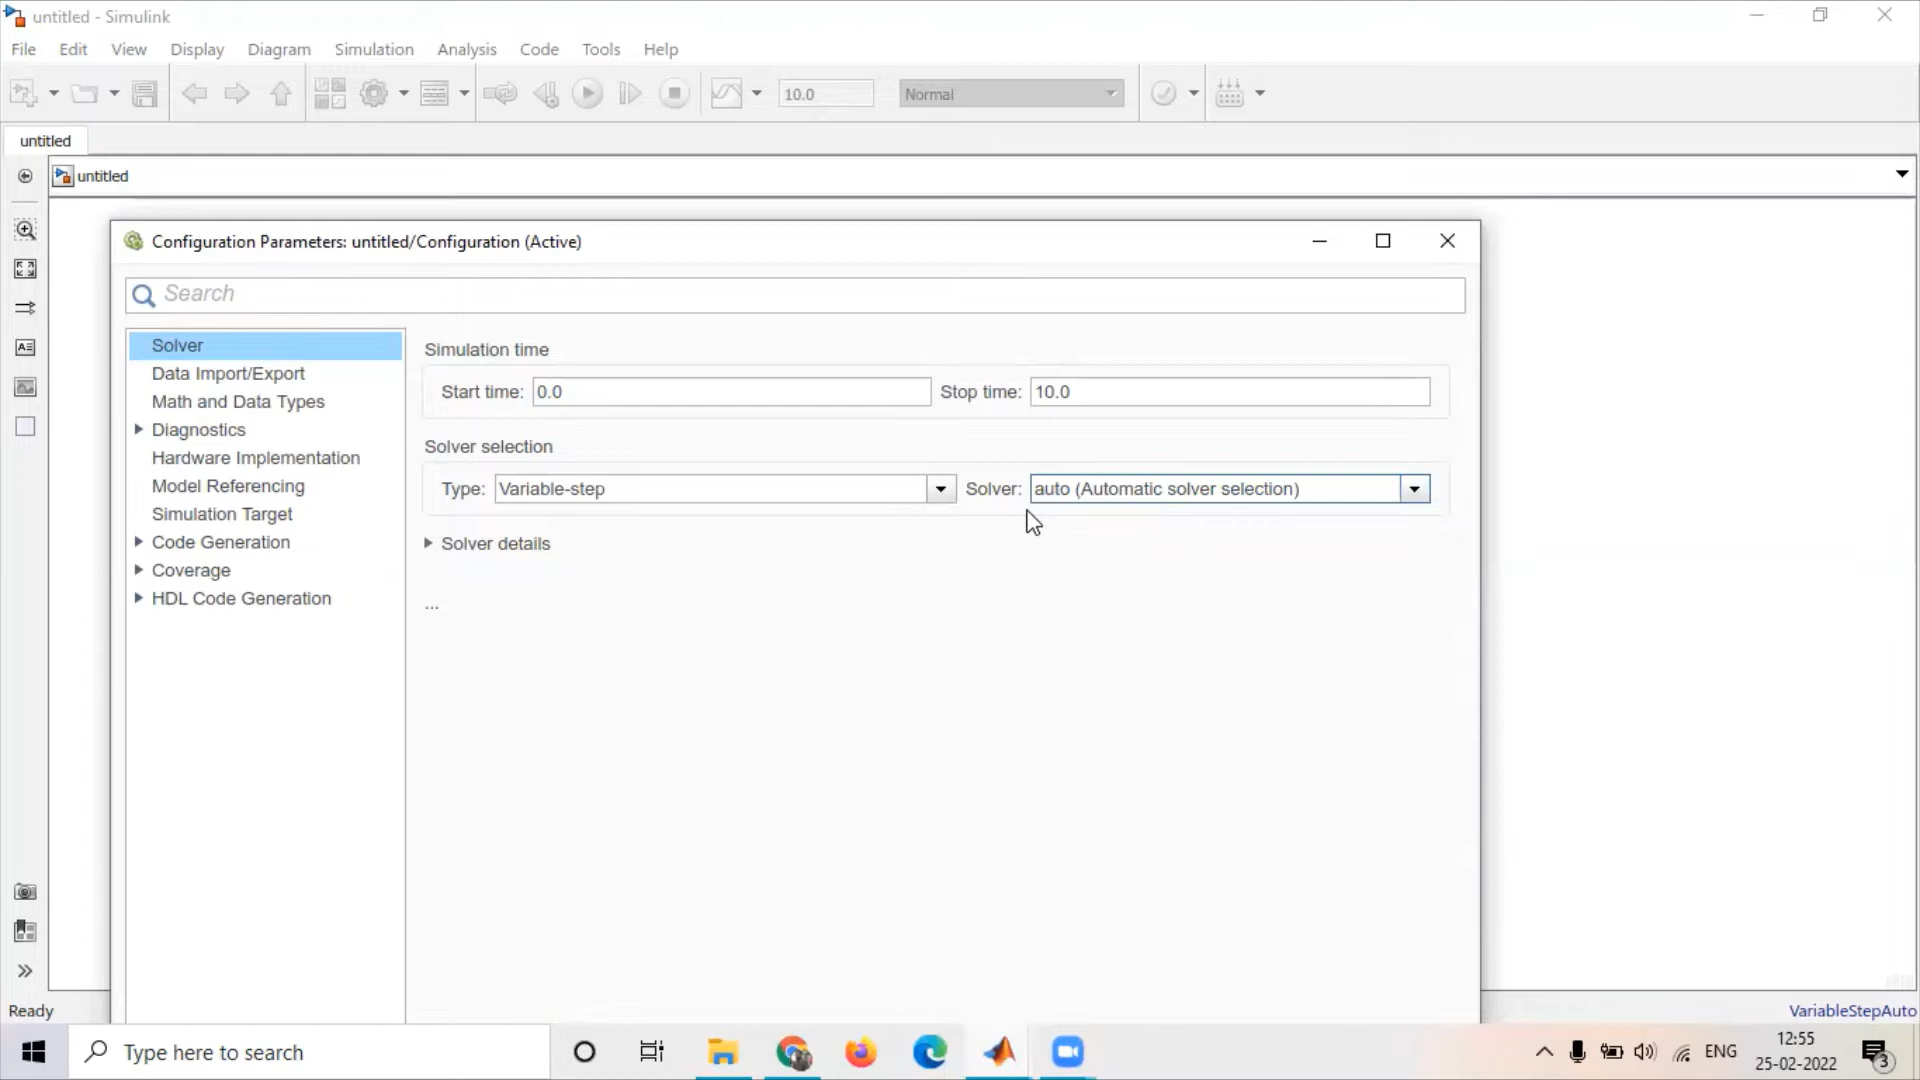 untitled - Simulink
File Edit View Display Diagram Simulation Analysis Code Tools Help
10.0 Normal
untitled
untitled
Configuration Parameters: untitled/Configuration (Active)
Search
Solver
Data Import/Export
Math and Data Types
Diagnostics
Hardware Implementation
Model Referencing
Simulation Target
Code Generation
Coverage
HDL Code Generation
Simulation time
Start time: 0.0 Stop time: 10.0
Solver selection
Type: Variable-step Solver: auto (Automatic solver selection)
Solver details
...
Ready VariableStepAuto
Type here to search
ENG
12:55
25-02-2022
3